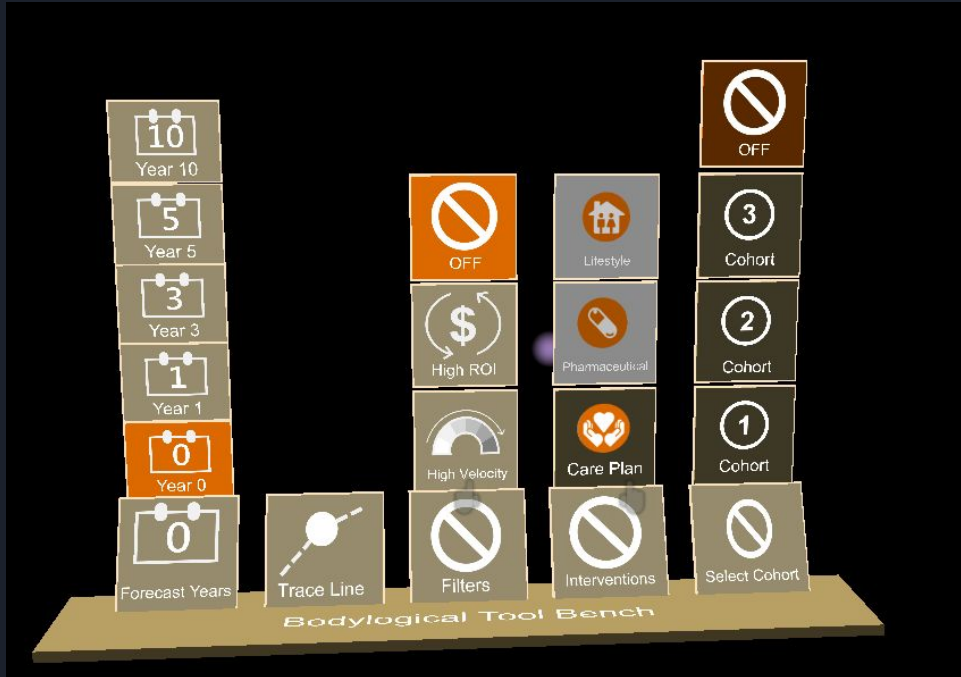 10
Year 10
5
Year 5
3
Year 3
1
Year 1
0
Year 0
0
Forecast Years
Trace Line
OFF
$
High ROI
High Velocity
Filters
Lifestyle
Pharmaceutical
Care Plan
Interventions
OFF
3
Cohort
2
Cohort
1
Cohort
Select Cohort
Bodylogical Tool Bench